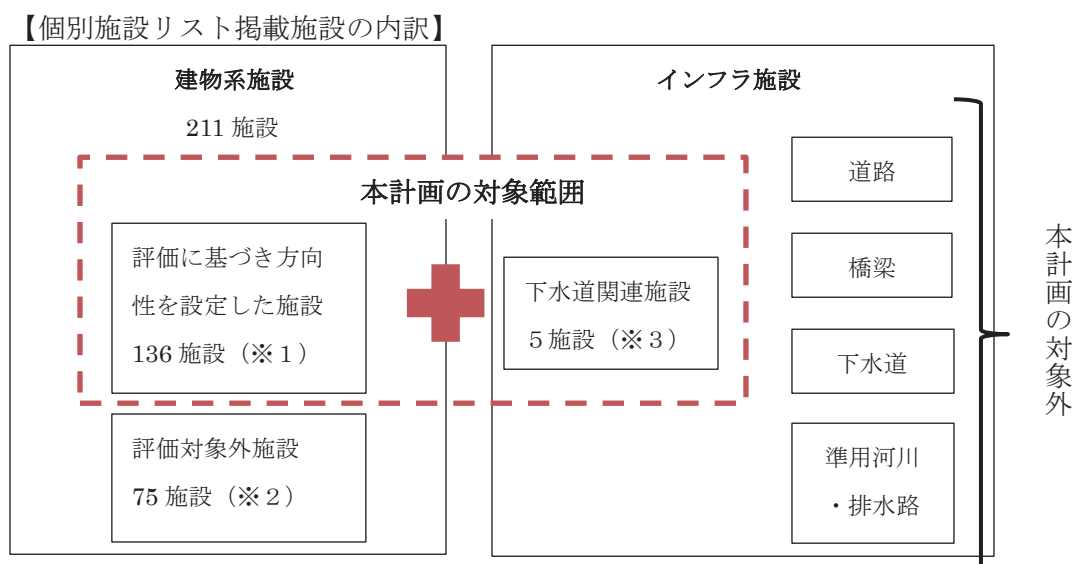 【個別施設リスト掲載施設の内訳】
建物系施設
211 施設
インフラ施設
本計画の対象範囲
評価に基づき方向
性を設定した施設
136 施設（※１）
下水道関連施設
５施設（※３）
評価対象外施設
75 施設（※２）
道路
橋梁
下水道
準用河川
・排水路
本計画の対象外